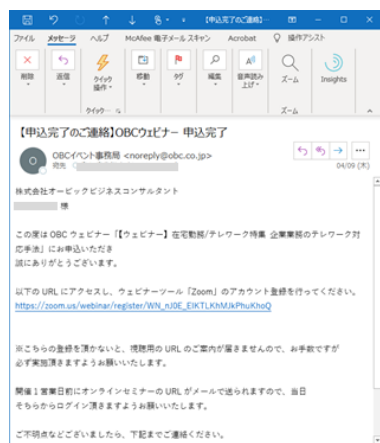 【申込完了のご連絡】...
ファイル メッセージ ヘルプ McAfee 電子メール スキャン Acrobat 操作アシスト
削除 返信 クイック操作 移動 タグ 編集 音声読み上げ ズーム Insights
クイック操... ズーム
【申込完了のご連絡】OBCウェビナー 申込完了
O
OBCイベント事務局 <noreply@obc.co.jp>
宛先
04/09 (木)
株式会社オービックビジネスコンサルタント
様
この度は OBC ウェビナー「【ウェビナー】在宅勤務/テレワーク特集 企業業務のテレワーク対
応手法」にお申込いただき
誠にありがとうございます。
以下の URL にアクセスし、ウェビナーツール「Zoom」のアカウント登録を行ってください。
https://zoom.us/webinar/register/WN_nJ0E_EIKTLKhMJkPhuKhoQ
※こちらの登録を頂かないと、視聴用の URL のご案内が届きませんので、お手数ですが
必ず実施頂きますようお願いいたします。
開催１営業日前にオンラインセミナーの URL がメールで送られますので、当日
そちらからログイン頂きますようお願いいたします。
ご不明点などございましたら、下記までご連絡ください。